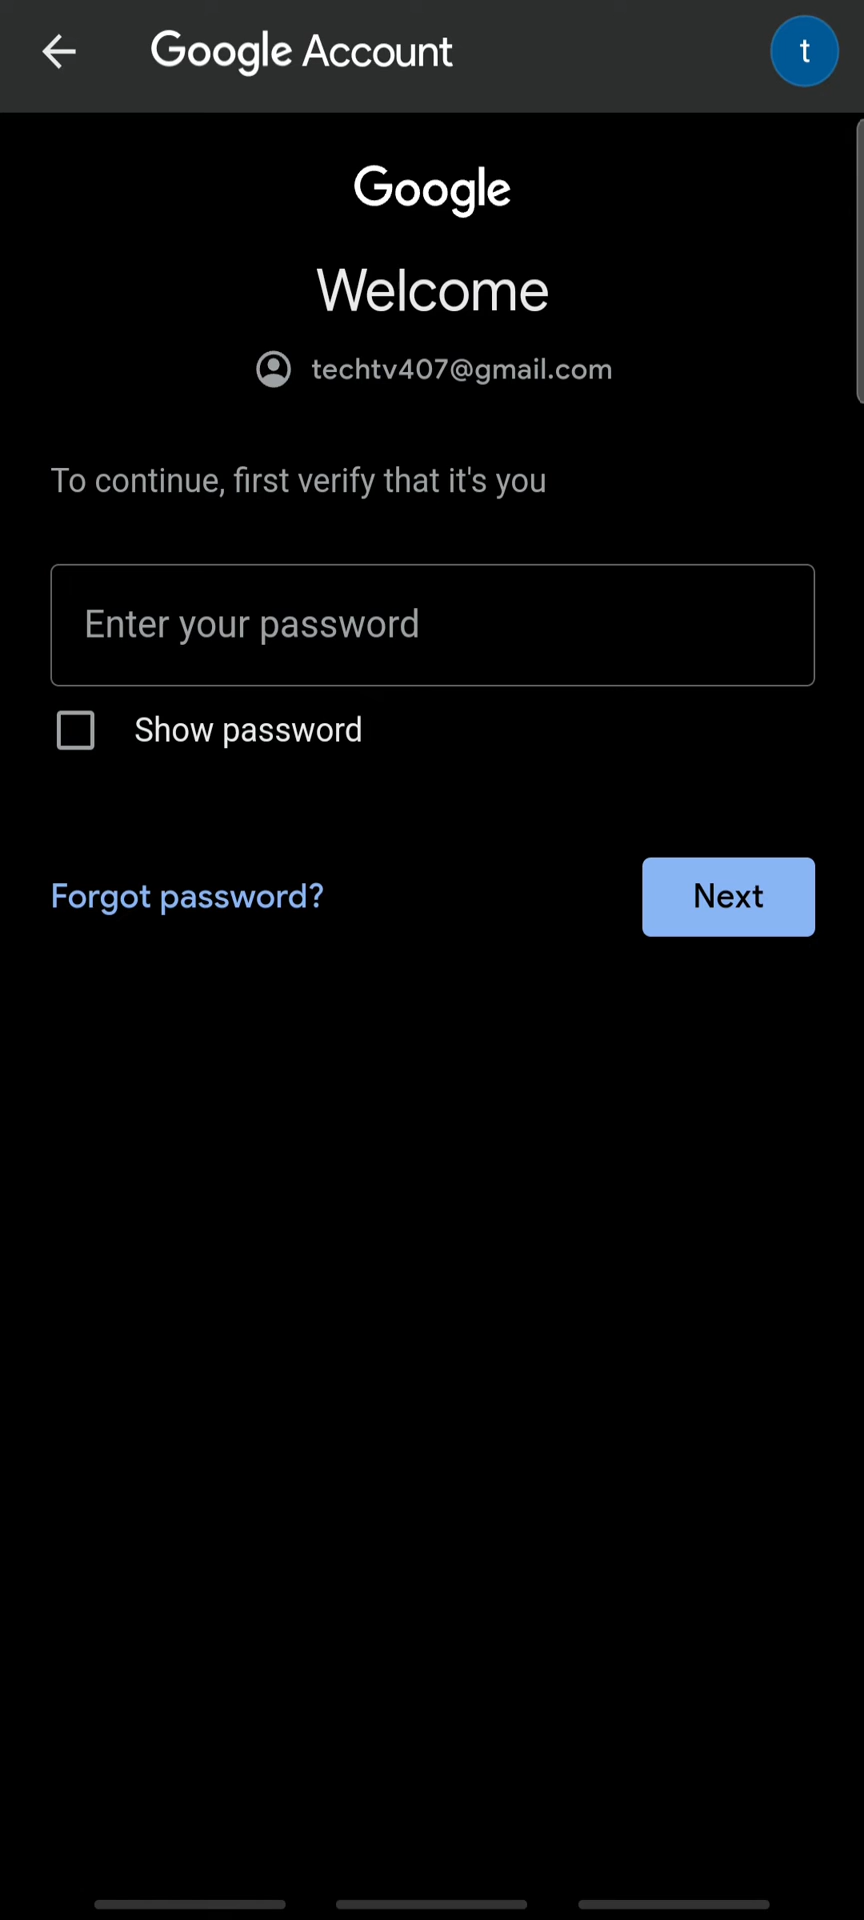 Google Account
t
Google
Welcome
techtv407@gmail.com
To continue, first verify that it's you
Enter your password
Show password
Forgot password?
Next